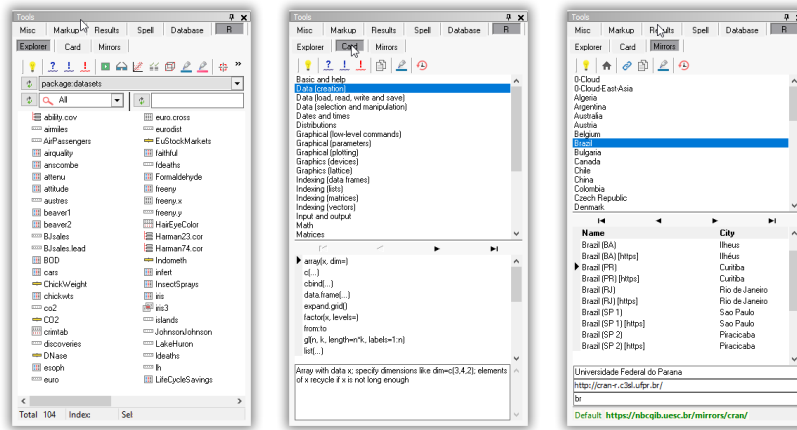 Tools
Misc Markup Results Spell Database R
Explorer Card Mirrors
package:datasets
All
ability.cov
airmiles
AirPassengers
airquality
anscombe
attenu
attitude
austres
beaver1
beaver2
BJsales
BJsales.lead
BOD
cars
ChickWeight
chickwts
co2
CO2
crimtab
discoveries
DNase
esoph
euro
euro.cross
eurodist
EuStockMarkets
faithful
fdeaths
Formaldehyde
freeny
freeny.x
freeny.y
HairEyeColor
Harman23.cor
Harman74.cor
Indometh
infert
InsectSprays
iris
iris3
islands
JohnsonJohnson
LakeHuron
ldeaths
lh
LifeCycleSavings
Total 104 Index: Sel
Tools
Misc Markup Results Spell Database R
Explorer Card Mirrors
Basic and help
Data (creation)
Data (load, read, write and save)
Data (selection and manipulation)
Dates and times
Distributions
Graphical (low-level commands)
Graphical (parameters)
Graphical (plotting)
Graphics (devices)
Graphics (lattice)
Indexing (data frames)
Indexing (lists)
Indexing (matrices)
Indexing (vectors)
Input and output
Math
Matrices
array(x, dim=)
c(...)
cbind(...)
data.frame(...)
expand.grid()
factor(x, levels=)
from:to
gl(n, k, length=n*k, labels=1:n)
list(...)
Array with data x; specify dimensions like dim=c(3,4,2); elements
of x recycle if x is not long enough
Tools
Misc Markup Results Spell Database R
Explorer Card Mirrors
0-Cloud
0-Cloud-East-Asia
Algeria
Argentina
Australia
Austria
Belgium
Brazil
Bulgaria
Canada
Chile
China
Colombia
Czech Republic
Denmark
Name City
Brazil (BA) Ilhéus
Brazil (BA) [https] Ilhéus
Brazil (PR) Curitiba
Brazil (PR) [https] Curitiba
Brazil (RJ) Rio de Janeiro
Brazil (RJ) [https] Rio de Janeiro
Brazil (SP 1) Sao Paulo
Brazil (SP 1) [https] Sao Paulo
Brazil (SP 2) Piracicaba
Brazil (SP 2) [https] Piracicaba
Universidade Federal do Parana
http://cran-r.c3sl.ufpr.br/
br
Default https://nbcgib.uesc.br/mirrors/cran/